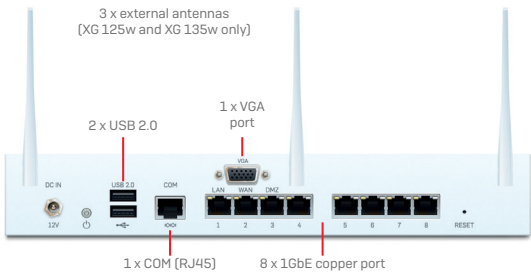 3 x external antennas
(XG 125w and XG 135w only)
1 x VGA
port
2 x USB 2.0
VGA
DC IN
USB 2.0
COM
LAN WAN DMZ
12V
1 2 3 4
5 6 7 8
RESET
1 x COM (RJ45)
8 x 1GbE copper port